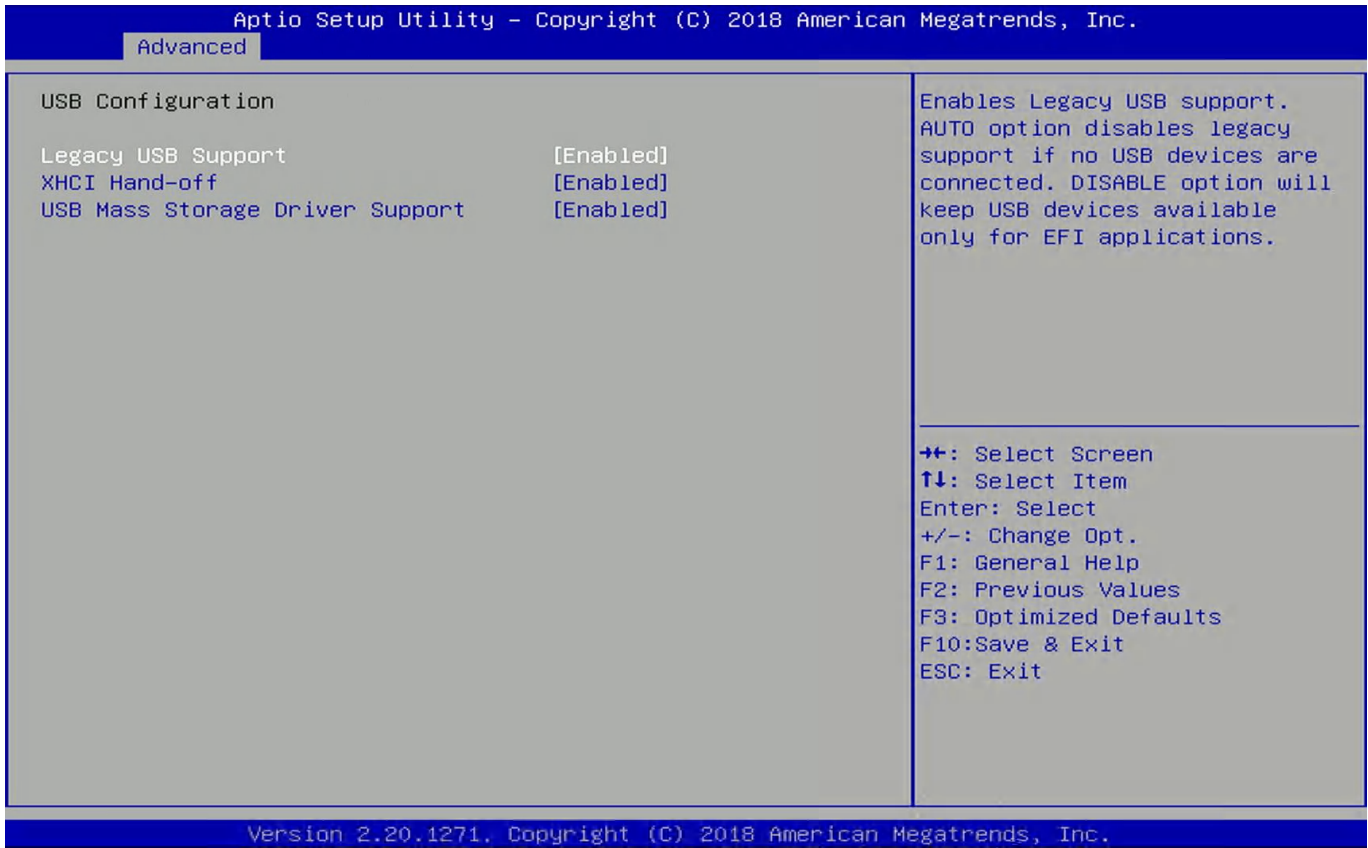 Aptio Setup Utility – Copyright (C) 2018 American Megatrends, Inc.
Advanced
USB Configuration
Legacy USB Support [Enabled]
XHCI Hand-off [Enabled]
USB Mass Storage Driver Support [Enabled]
Enables Legacy USB support.
AUTO option disables legacy
support if no USB devices are
connected. DISABLE option will
keep USB devices available
only for EFI applications.
→←: Select Screen
↑↓: Select Item
Enter: Select
+/-: Change Opt.
F1: General Help
F2: Previous Values
F3: Optimized Defaults
F10:Save & Exit
ESC: Exit
Version 2.20.1271. Copyright (C) 2018 American Megatrends, Inc.